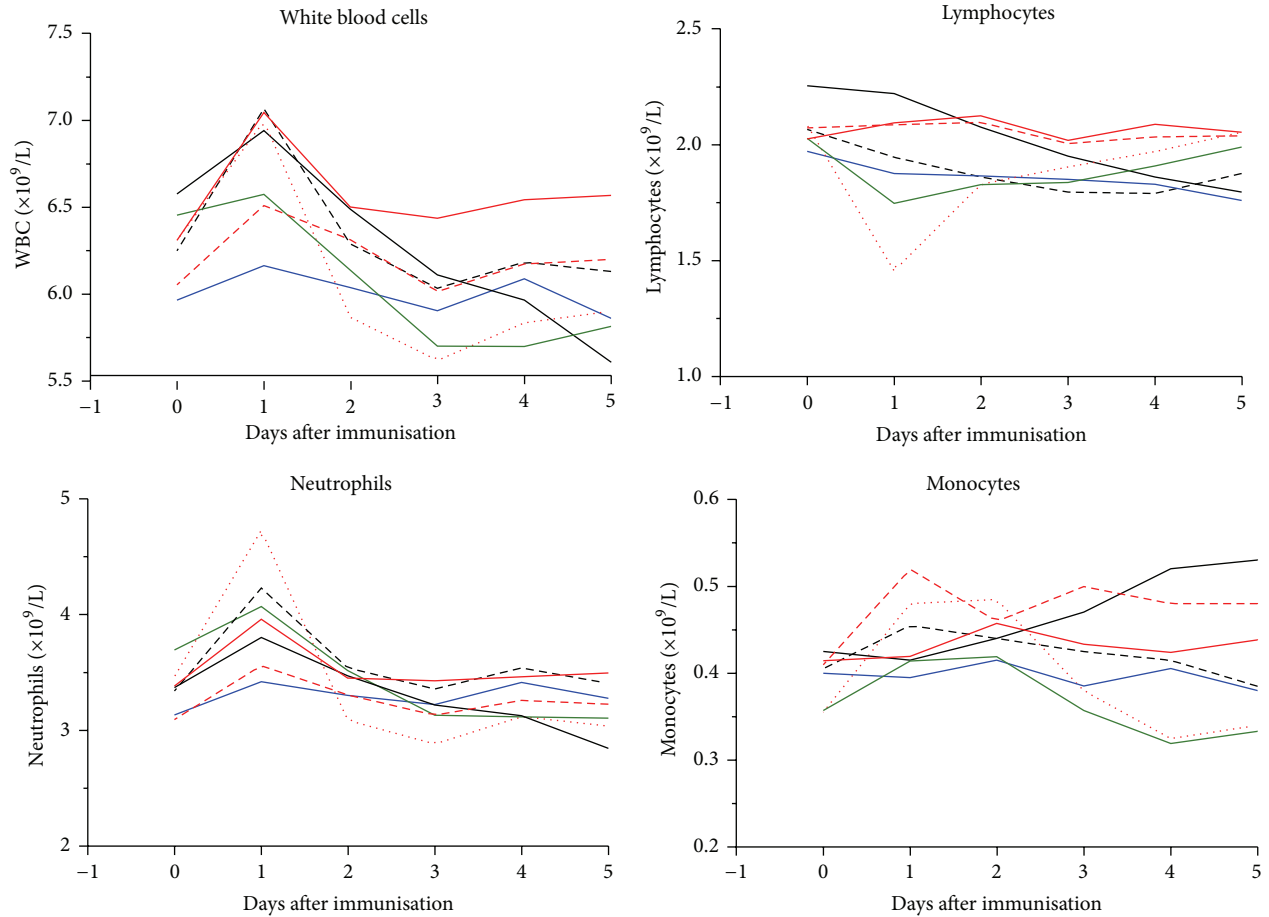 White blood cells
7.5
7.0
6.5
6.0
5.5
WBC (×10⁹/L)
−1 0 1 2 3 4 5
Days after immunisation
Lymphocytes
2.5
2.0
1.5
1.0
Lymphocytes (×10⁹/L)
−1 0 1 2 3 4 5
Days after immunisation
Neutrophils
5
4
3
2
Neutrophils (×10⁹/L)
−1 0 1 2 3 4 5
Days after immunisation
Monocytes
0.6
0.5
0.4
0.3
0.2
Monocytes (×10⁹/L)
−1 0 1 2 3 4 5
Days after immunisation